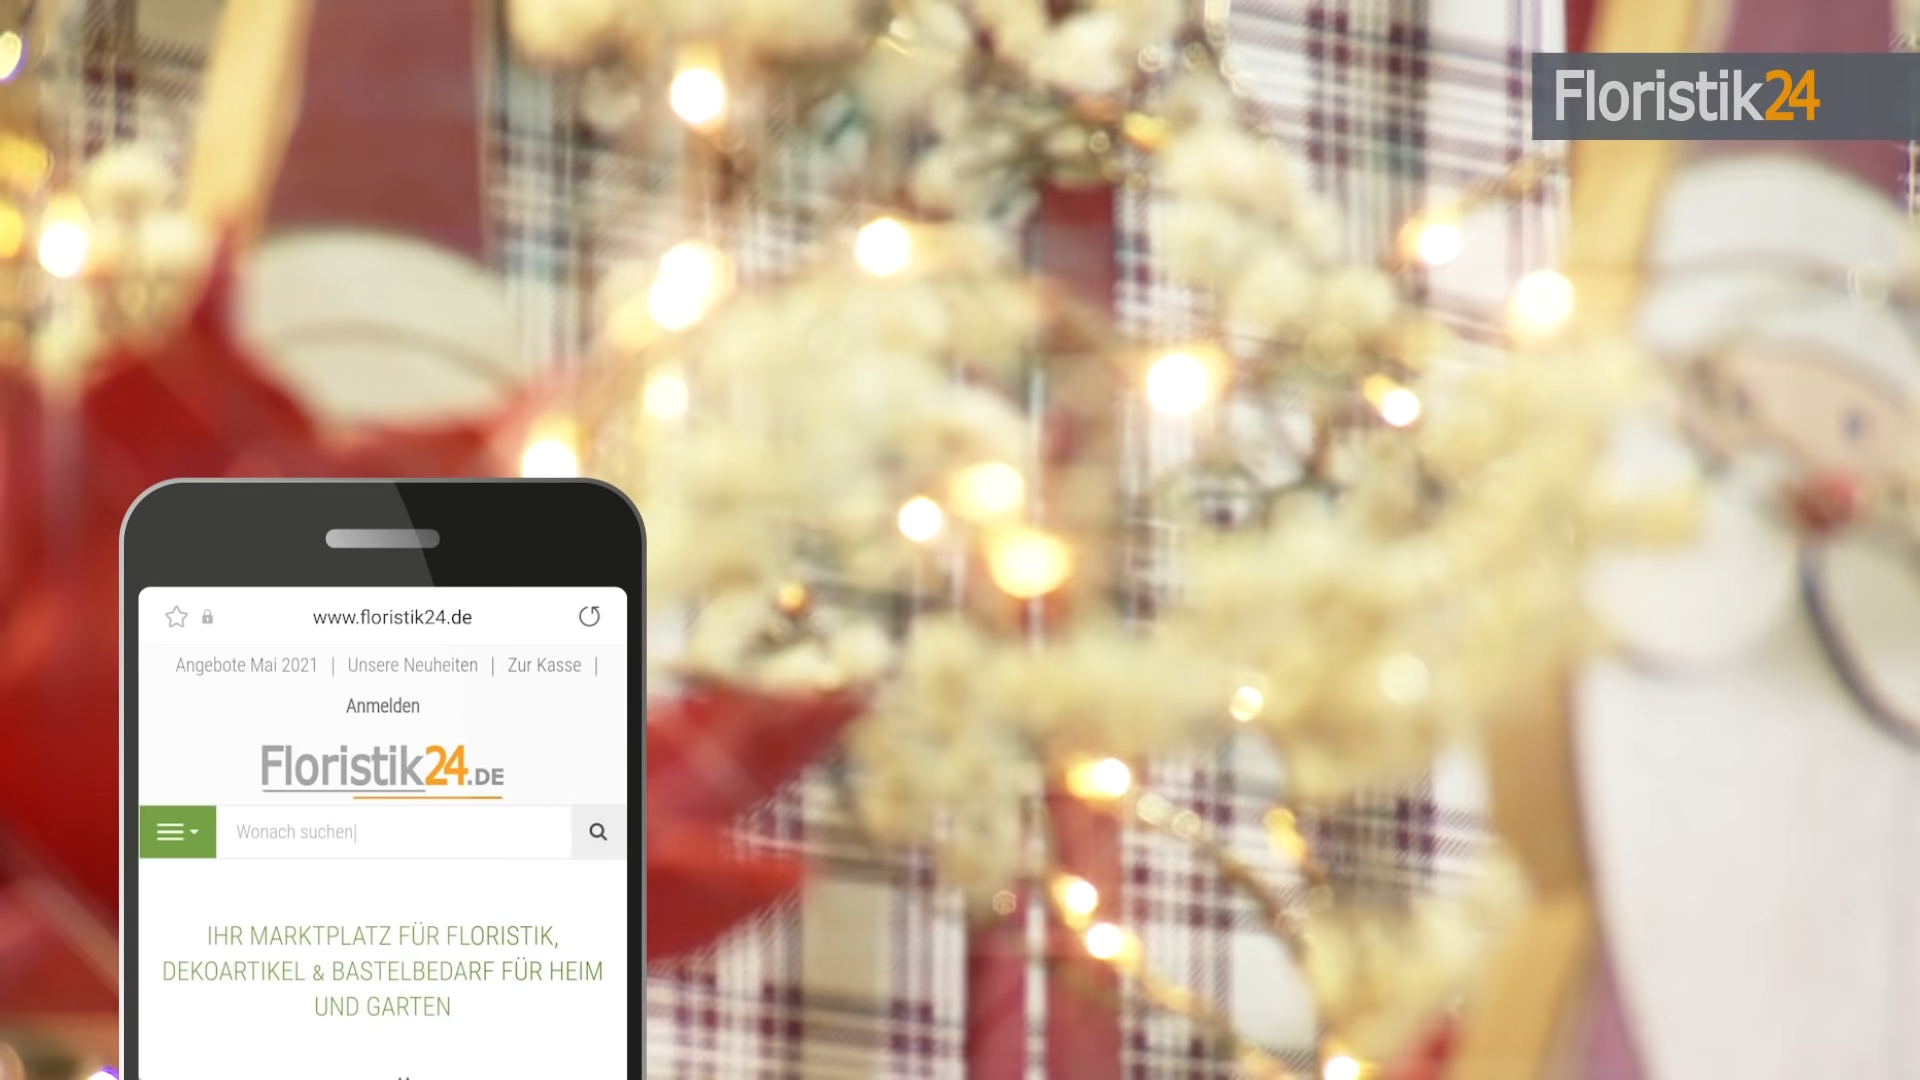 Floristik24
www.floristik24.de
Angebote Mai 2021 | Unsere Neuheiten | Zur Kasse |
Anmelden
Floristik24.DE
Wonach suchen|
IHR MARKTPLATZ FÜR FLORISTIK,
DEKOARTIKEL & BASTELBEDARF FÜR HEIM
UND GARTEN